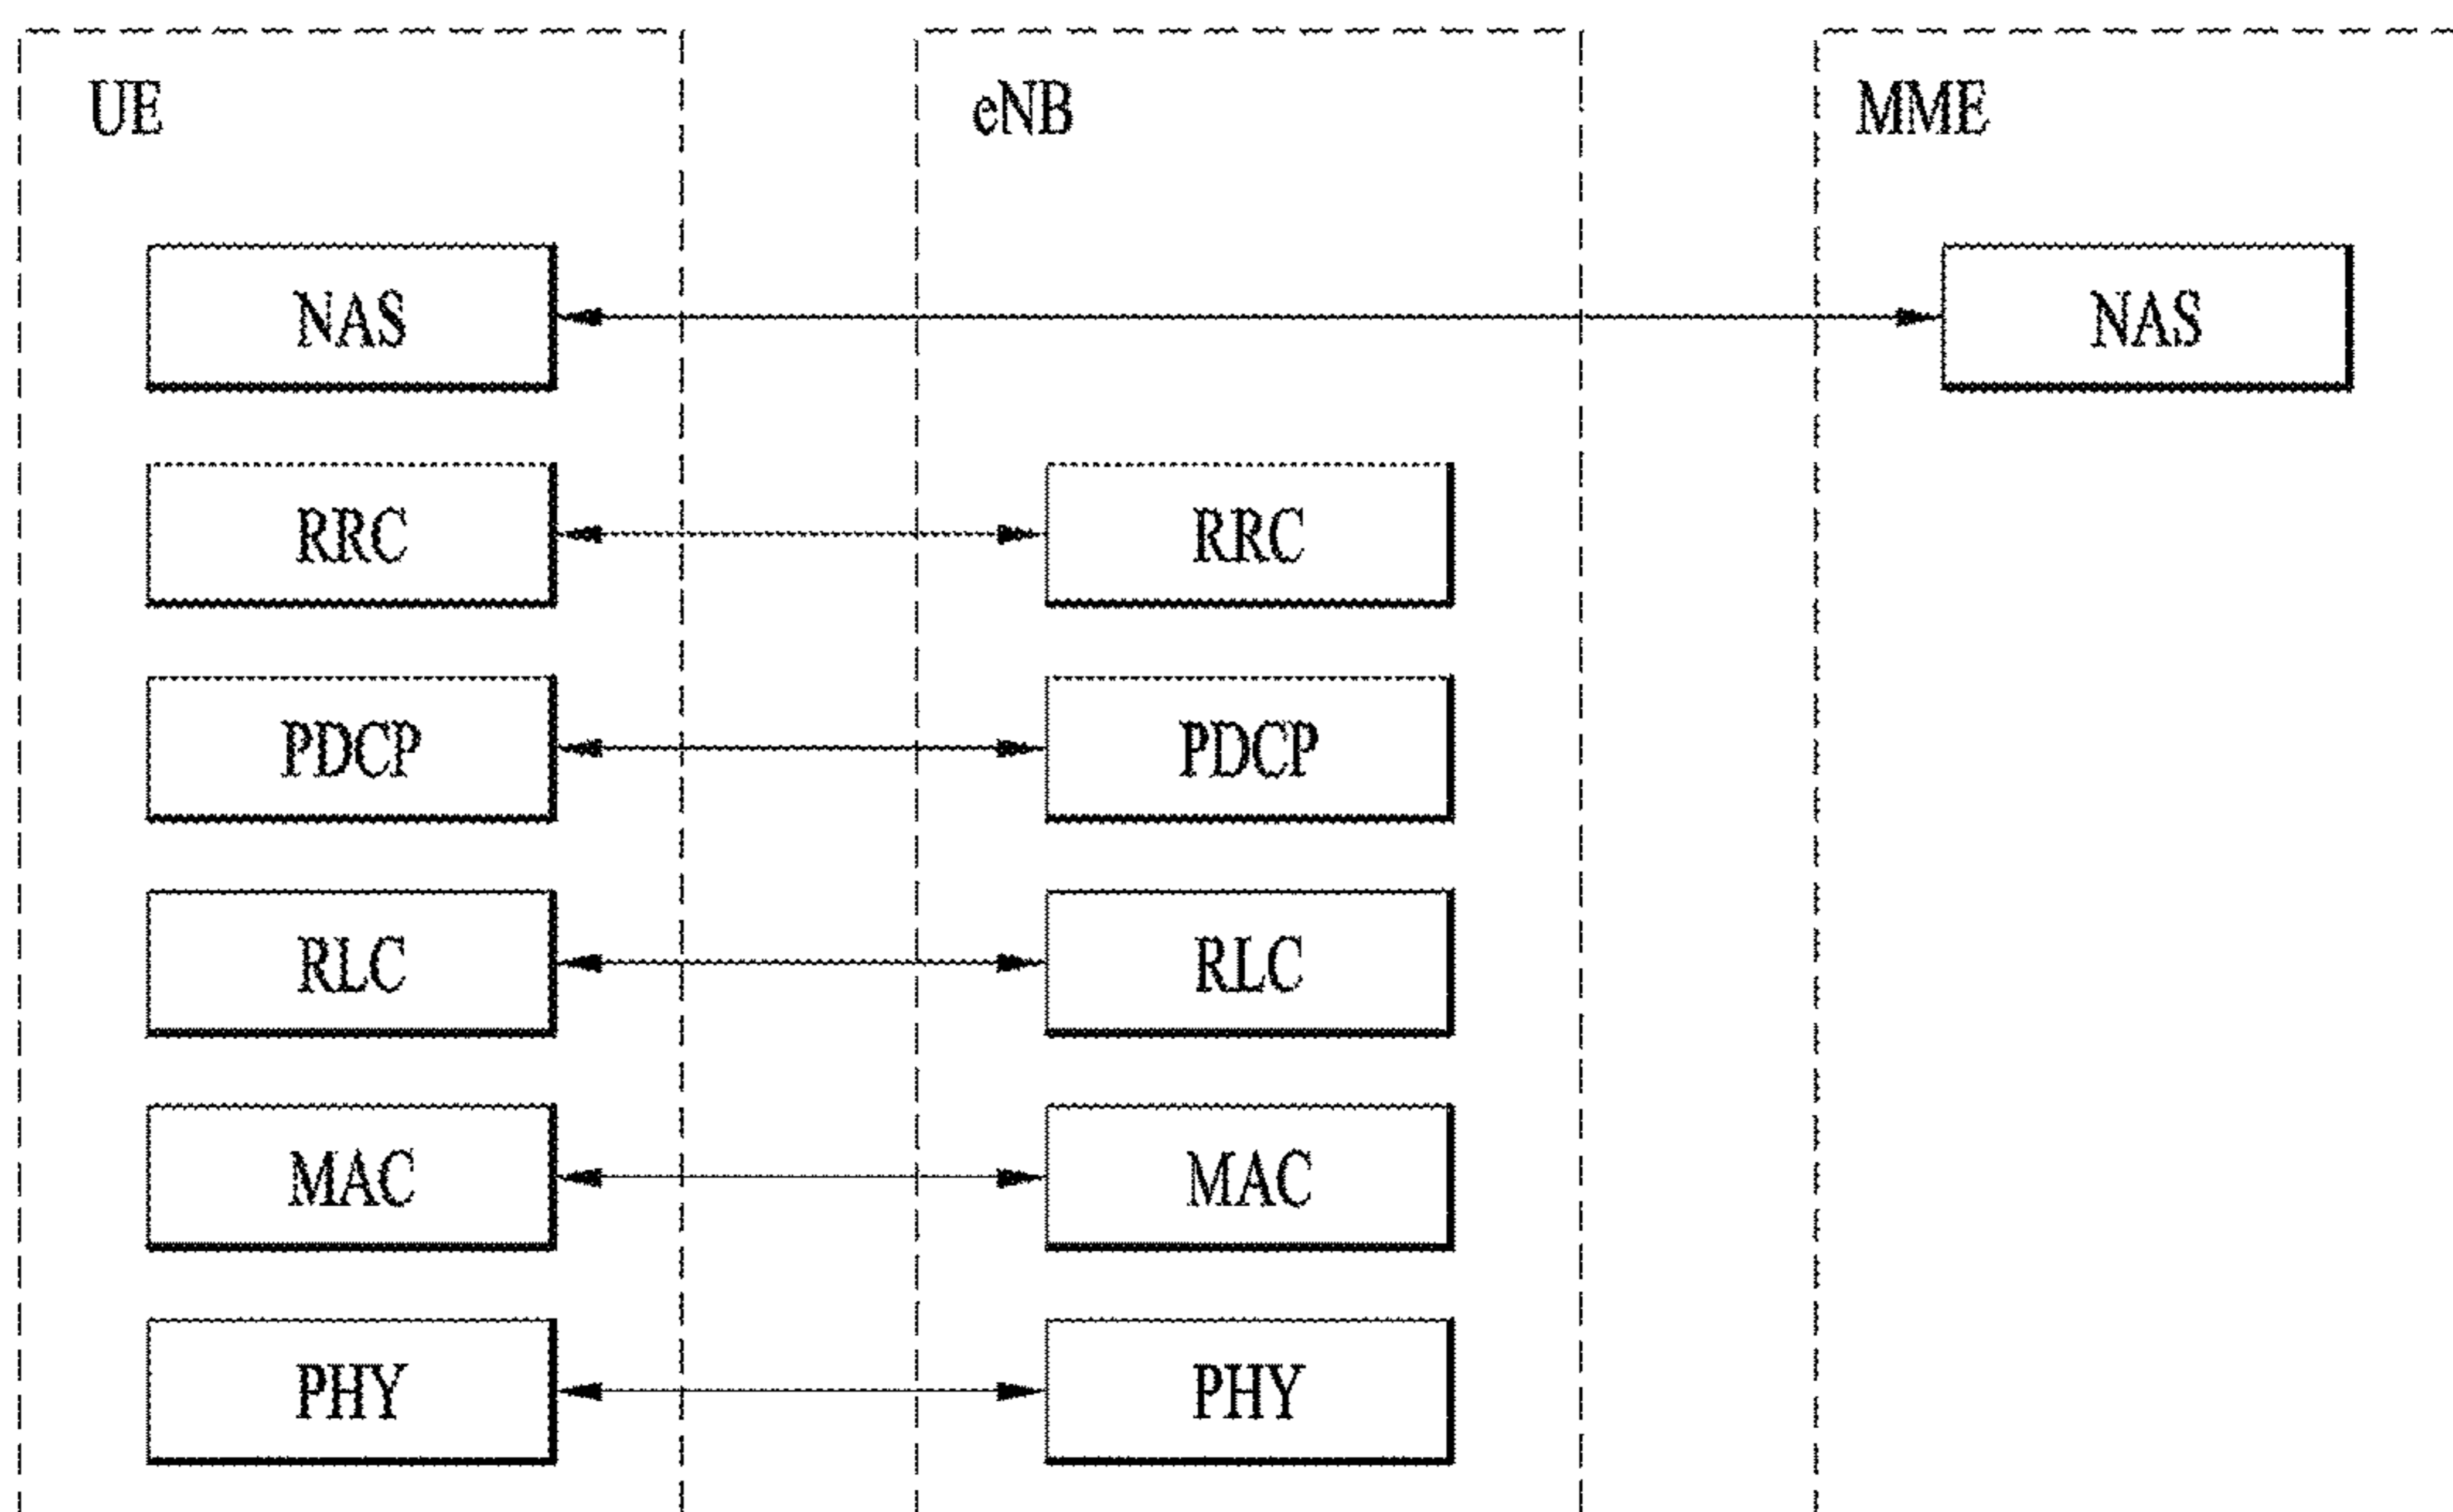 UE eNB MME
NAS NAS
RRC RRC
PDCP PDCP
RLC RLC
MAC MAC
PHY PHY